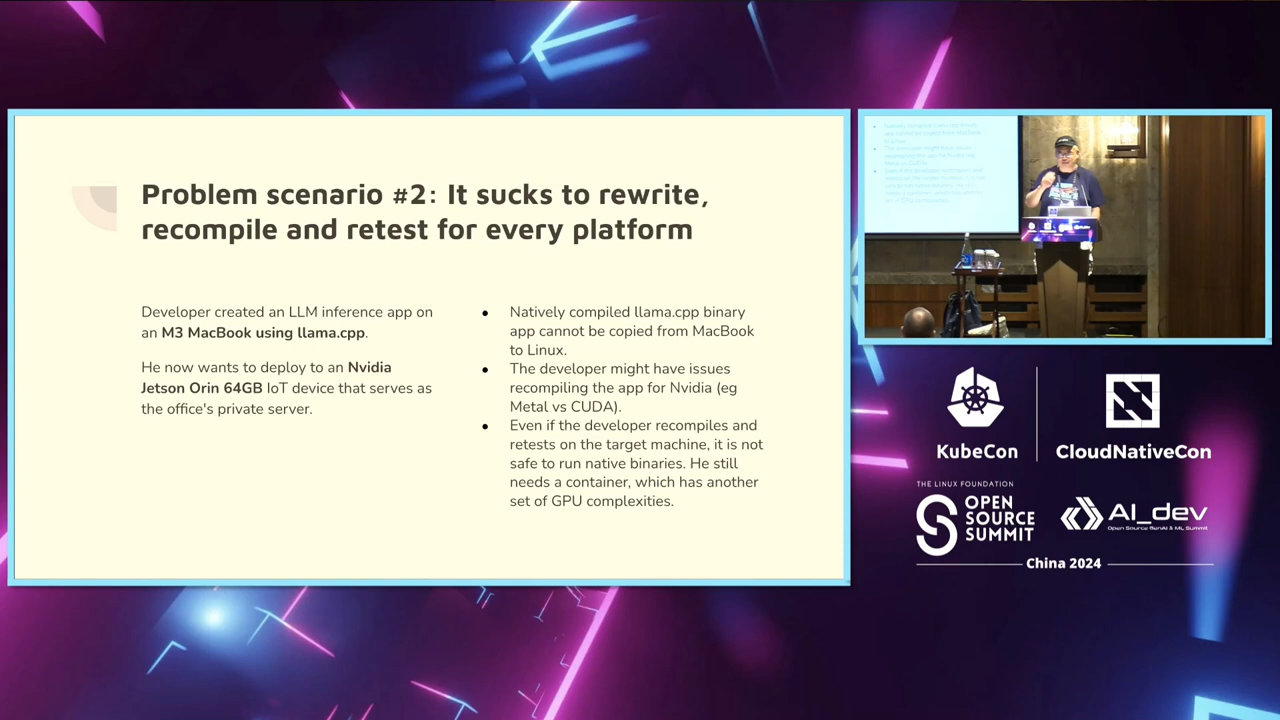 Problem scenario #2: It sucks to rewrite,
recompile and retest for every platform
Developer created an LLM inference app on
an M3 MacBook using llama.cpp.
He now wants to deploy to an Nvidia
Jetson Orin 64GB IoT device that serves as
the office's private server.
• Natively compiled llama.cpp binary
app cannot be copied from MacBook
to Linux.
• The developer might have issues
recompiling the app for Nvidia (eg
Metal vs CUDA).
• Even if the developer recompiles and
retests on the target machine, it is not
safe to run native binaries. He still
needs a container, which has another
set of GPU complexities.
KubeCon
CloudNativeCon
THE LINUX FOUNDATION
OPEN
SOURCE
SUMMIT
AI_dev
Open Source GenAI & ML Summit
China 2024